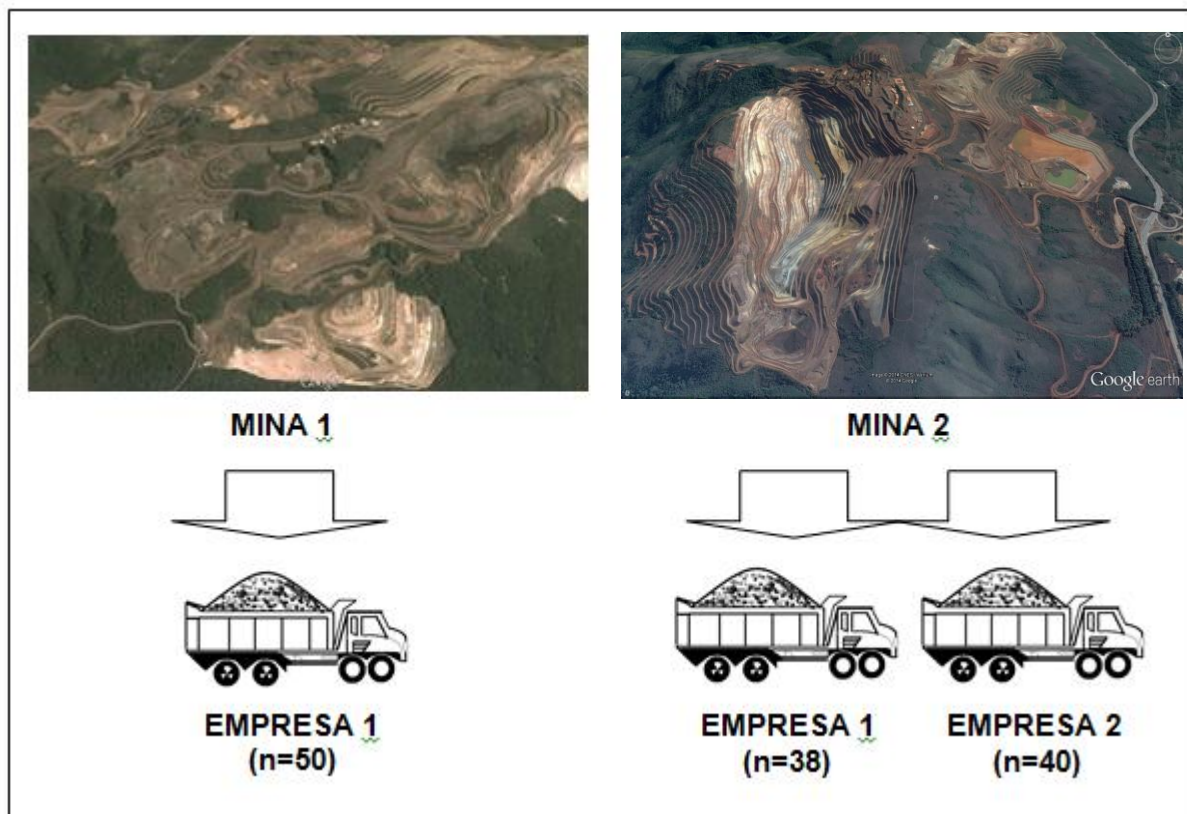 Google earth
MINA 1
MINA 2
EMPRESA 1
(n=50)
EMPRESA 1
(n=38)
EMPRESA 2
(n=40)